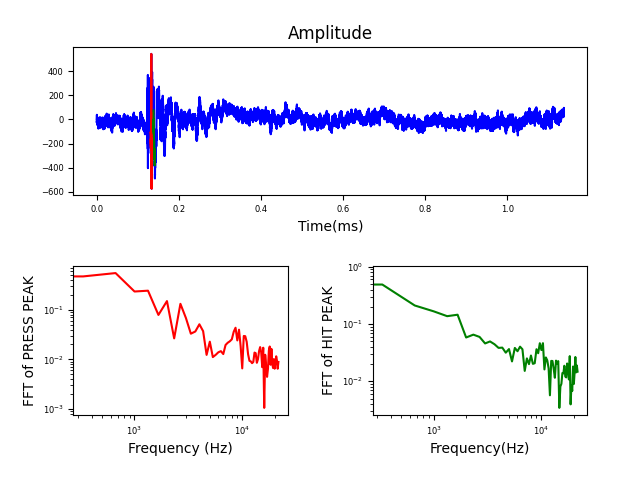 Amplitude
400
200
0
−200
−400
−600
0.0 0.2 0.4 0.6 0.8 1.0
Time(ms)
FFT of PRESS PEAK
10⁻¹
10⁻²
10⁻³
10³ 10⁴
Frequency (Hz)
FFT of HIT PEAK
10⁰
10⁻¹
10⁻²
10³ 10⁴
Frequency(Hz)